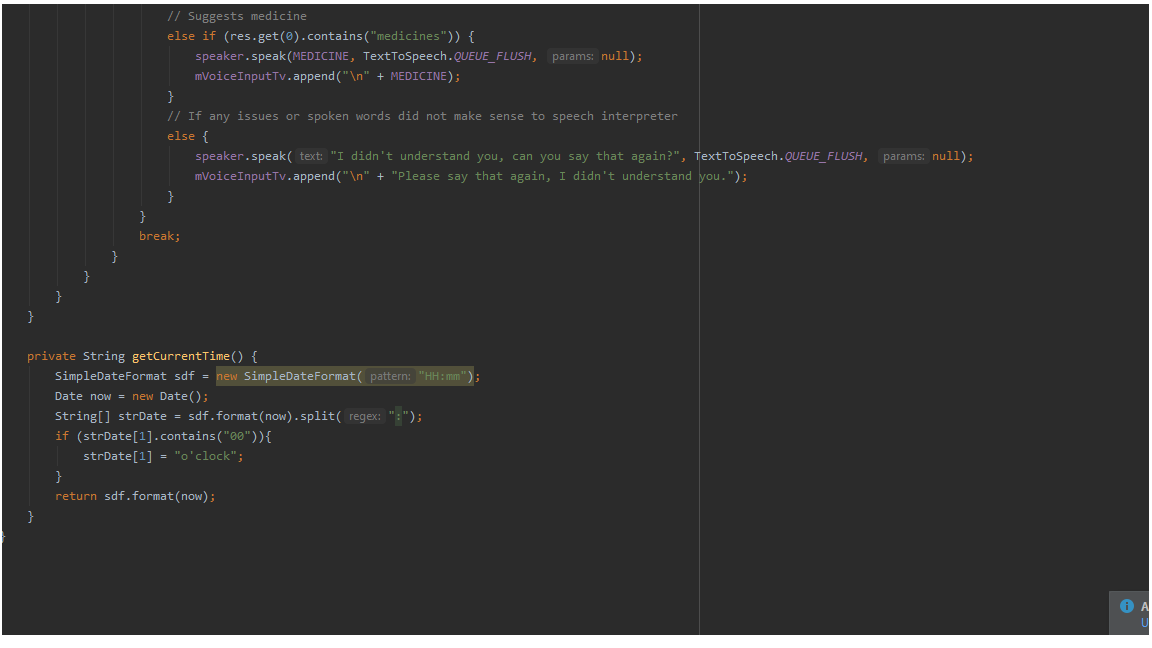 // Suggests medicine
else if (res.get(0).contains("medicines")) {
speaker.speak(MEDICINE, TextToSpeech.QUEUE_FLUSH, params: null);
mVoiceInputTv.append("\n" + MEDICINE);
}
// If any issues or spoken words did not make sense to speech interpreter
else {
speaker.speak( text: "I didn't understand you, can you say that again?", TextToSpeech.QUEUE_FLUSH, params: null);
mVoiceInputTv.append("\n" + "Please say that again, I didn't understand you.");
}
}
break;
}
}
}
}
private String getCurrentTime() {
SimpleDateFormat sdf = new SimpleDateFormat( pattern: "HH:mm");
Date now = new Date();
String[] strDate = sdf.format(now).split( regex: ":");
if (strDate[1].contains("00")){
strDate[1] = "o'clock";
}
return sdf.format(now);
}
}
A
U